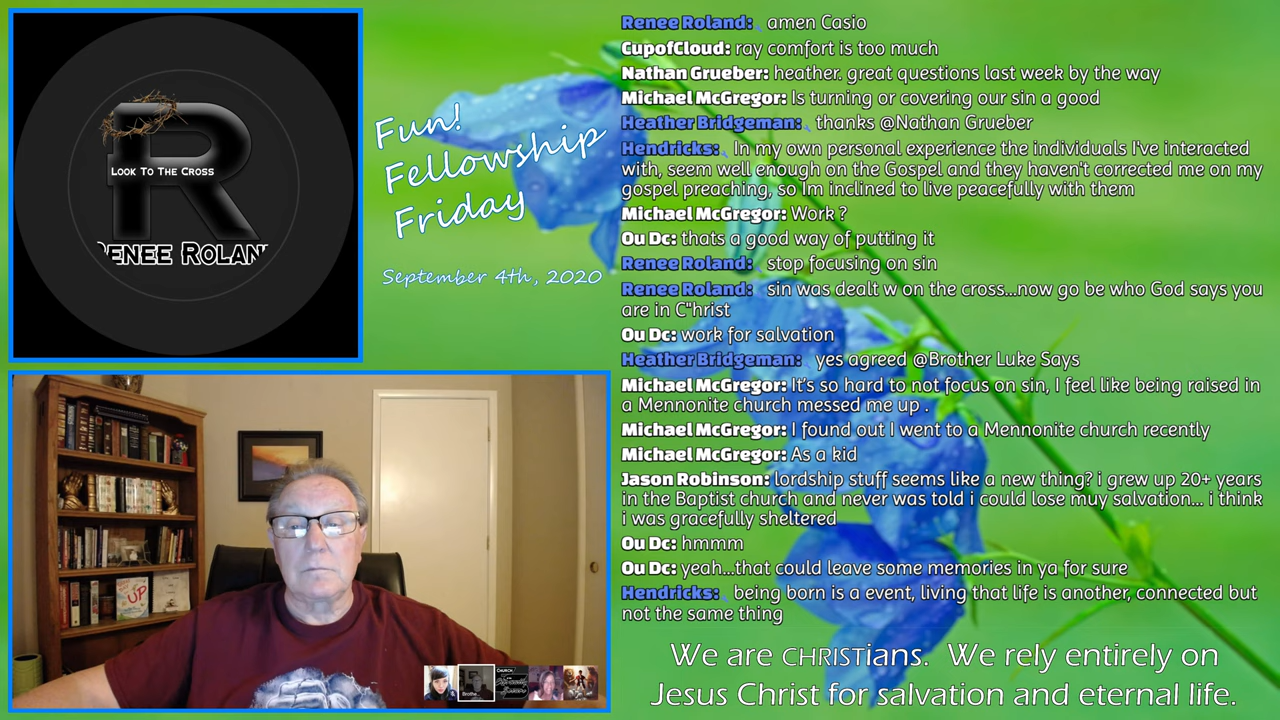 LOOK TO THE CROSS
R
ENEE ROLAN
Fun!
Fellowship
Friday
September 4th, 2020
Renee Roland: amen Casio
CupofCloud: ray comfort is too much
Nathan Grueber: heather. great questions last week by the way
Michael McGregor: Is turning or covering our sin a good
Heather Bridgeman: thanks @Nathan Grueber
Hendricks: In my own personal experience the individuals I've interacted
with, seem well enough on the Gospel and they haven't corrected me on my
gospel preaching, so Im inclined to live peacefully with them
Michael McGregor: Work ?
Ou Dc: thats a good way of putting it
Renee Roland: stop focusing on sin
Renee Roland: sin was dealt w on the cross...now go be who God says you
are in C"hrist
Ou Dc: work for salvation
Heather Bridgeman: yes agreed @Brother Luke Says
Michael McGregor: It's so hard to not focus on sin, I feel like being raised in
a Mennonite church messed me up .
Michael McGregor: I found out I went to a Mennonite church recently
Michael McGregor: As a kid
Jason Robinson: lordship stuff seems like a new thing? i grew up 20+ years
in the Baptist church and never was told i could lose muy salvation... i think
i was gracefully sheltered
Ou Dc: hmmm
Ou Dc: yeah...that could leave some memories in ya for sure
Hendricks: being born is a event, living that life is another, connected but
not the same thing
UP
Brothe...
CHURCH
We are CHRISTians. We rely entirely on
Jesus Christ for salvation and eternal life.